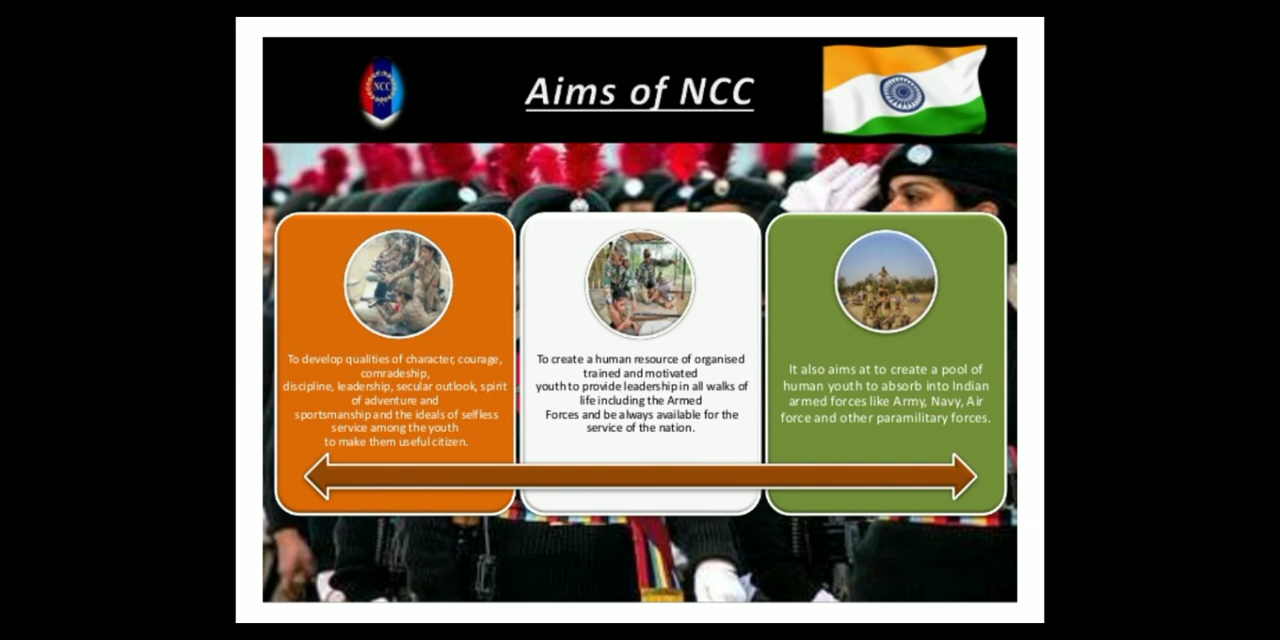 NCC
Aims of NCC
To develop qualities of character, courage,
comradeship,
discipline, leadership, secular outlook, spirit
of adventure and
sportsmanship and the ideals of selfless
service among the youth
to make them useful citizen.
To create a human resource of organised
trained and motivated
youth to provide leadership in all walks of
life including the Armed
Forces and be always available for the
service of the nation.
It also aims at to create a pool of
human youth to absorb into Indian
armed forces like Army, Navy, Air
force and other paramilitary forces.